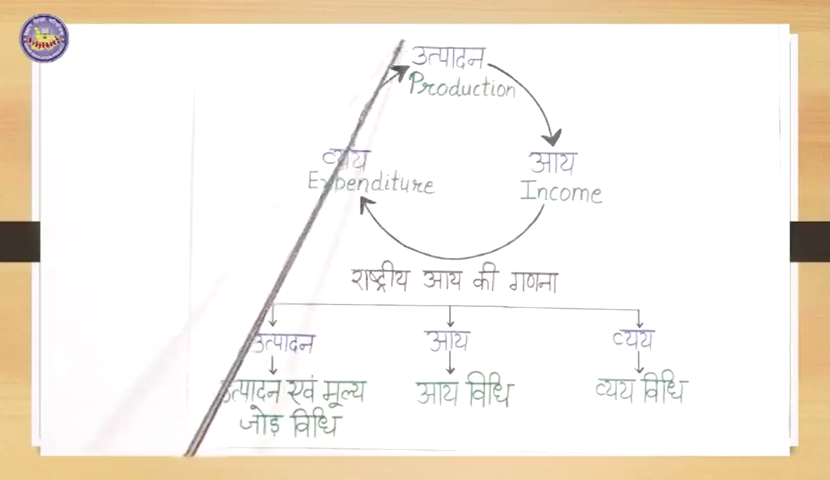 उत्पादन
Production
व्यय
Expenditure
आय
Income
राष्ट्रीय आय की गणना
उत्पादन आय व्यय
उत्पादन एवं मूल्य
जोड़ विधि
आय विधि
व्यय विधि